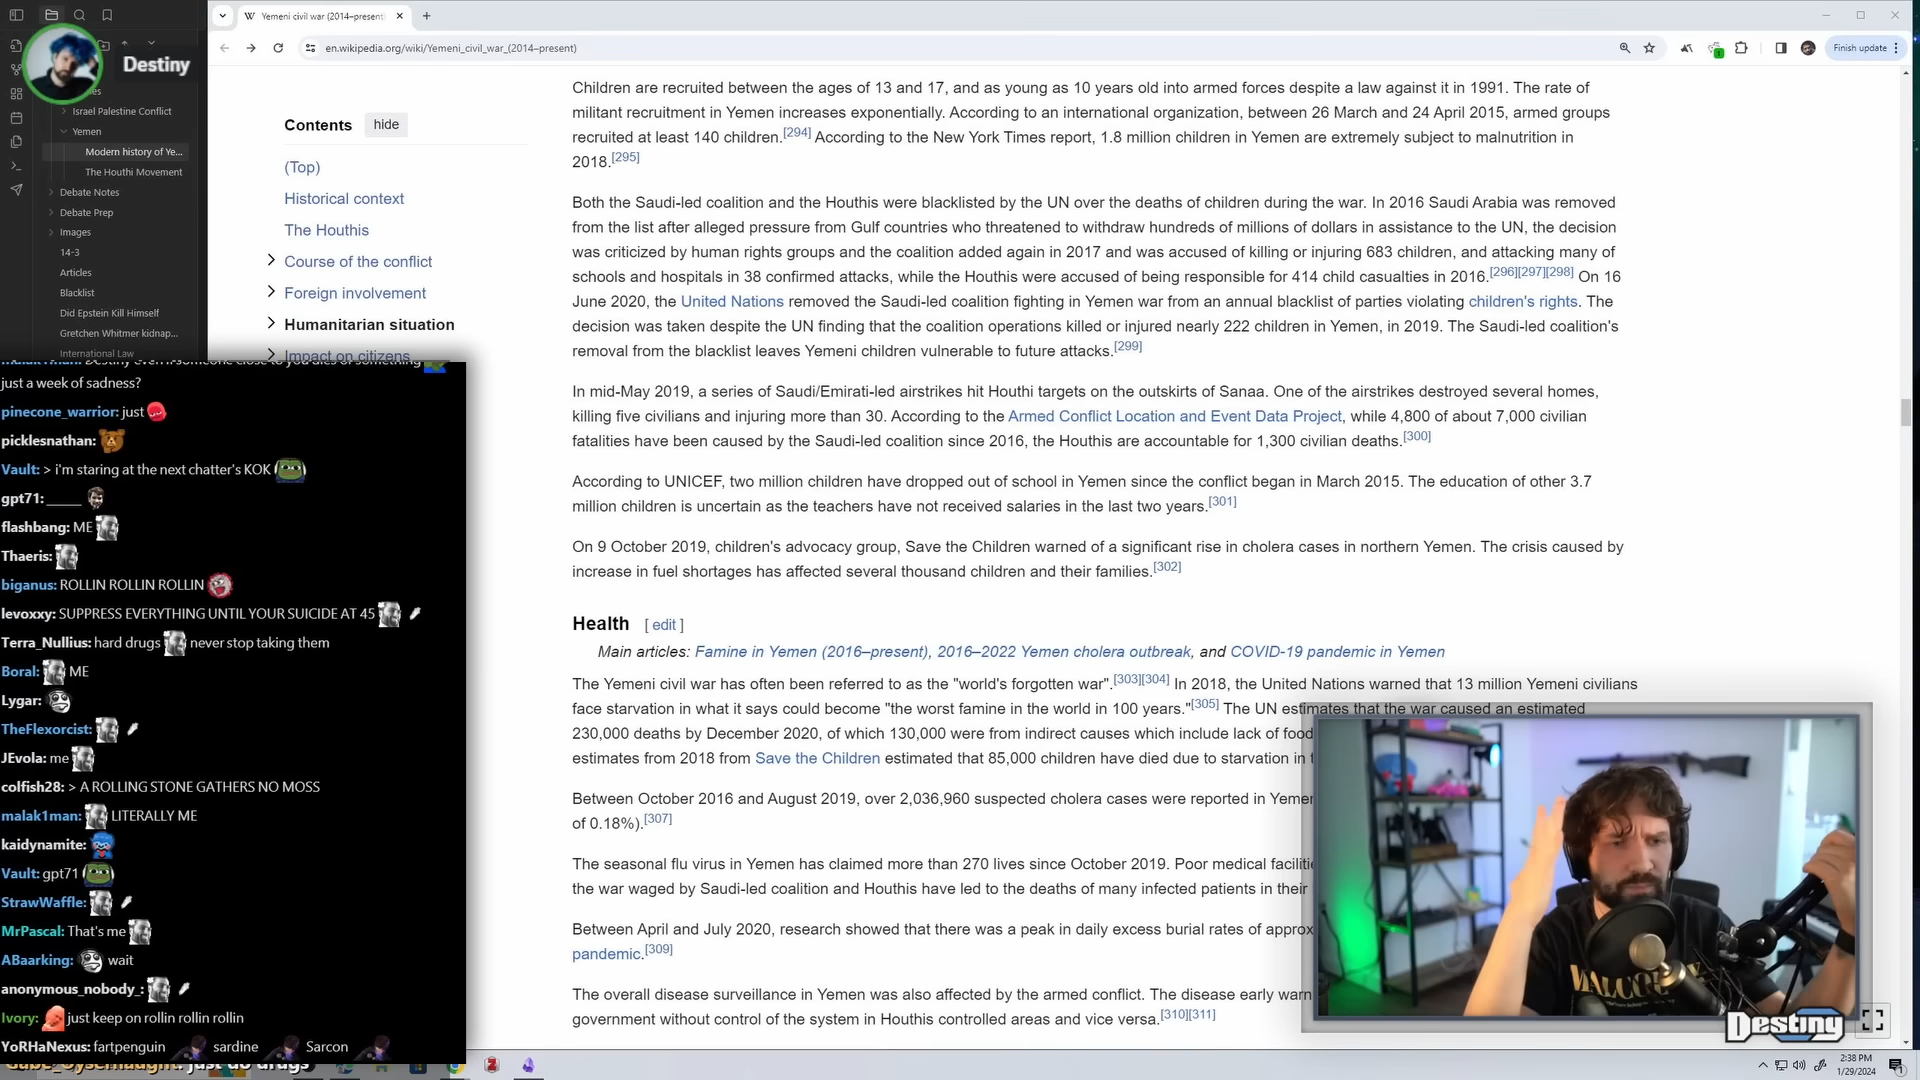 Yemeni civil war (2014–present
en.wikipedia.org/wiki/Yemeni_civil_war_(2014–present)
Finish update
Destiny
Israel Palestine Conflict
Yemen
Modern history of Ye...
The Houthi Movement
Debate Notes
Debate Prep
Images
14-3
Articles
Blacklist
Did Epstein Kill Himself
Gretchen Whitmer kidnap...
International Law
Contents hide
(Top)
Historical context
The Houthis
Course of the conflict
Foreign involvement
Humanitarian situation
Impact on citizens
Children are recruited between the ages of 13 and 17, and as young as 10 years old into armed forces despite a law against it in 1991. The rate of
militant recruitment in Yemen increases exponentially. According to an international organization, between 26 March and 24 April 2015, armed groups
recruited at least 140 children.[294] According to the New York Times report, 1.8 million children in Yemen are extremely subject to malnutrition in
2018.[295]
Both the Saudi-led coalition and the Houthis were blacklisted by the UN over the deaths of children during the war. In 2016 Saudi Arabia was removed
from the list after alleged pressure from Gulf countries who threatened to withdraw hundreds of millions of dollars in assistance to the UN, the decision
was criticized by human rights groups and the coalition added again in 2017 and was accused of killing or injuring 683 children, and attacking many of
schools and hospitals in 38 confirmed attacks, while the Houthis were accused of being responsible for 414 child casualties in 2016.[296][297][298] On 16
June 2020, the United Nations removed the Saudi-led coalition fighting in Yemen war from an annual blacklist of parties violating children's rights. The
decision was taken despite the UN finding that the coalition operations killed or injured nearly 222 children in Yemen, in 2019. The Saudi-led coalition's
removal from the blacklist leaves Yemeni children vulnerable to future attacks.[299]
In mid-May 2019, a series of Saudi/Emirati-led airstrikes hit Houthi targets on the outskirts of Sanaa. One of the airstrikes destroyed several homes,
killing five civilians and injuring more than 30. According to the Armed Conflict Location and Event Data Project, while 4,800 of about 7,000 civilian
fatalities have been caused by the Saudi-led coalition since 2016, the Houthis are accountable for 1,300 civilian deaths.[300]
According to UNICEF, two million children have dropped out of school in Yemen since the conflict began in March 2015. The education of other 3.7
million children is uncertain as the teachers have not received salaries in the last two years.[301]
On 9 October 2019, children's advocacy group, Save the Children warned of a significant rise in cholera cases in northern Yemen. The crisis caused by
increase in fuel shortages has affected several thousand children and their families.[302]
Health [ edit ]
Main articles: Famine in Yemen (2016–present), 2016–2022 Yemen cholera outbreak, and COVID-19 pandemic in Yemen
The Yemeni civil war has often been referred to as the "world's forgotten war".[303][304] In 2018, the United Nations warned that 13 million Yemeni civilians
face starvation in what it says could become "the worst famine in the world in 100 years."[305] The UN estimates that the war caused an estimated
230,000 deaths by December 2020, of which 130,000 were from indirect causes which include lack of food
estimates from 2018 from Save the Children estimated that 85,000 children have died due to starvation in
Between October 2016 and August 2019, over 2,036,960 suspected cholera cases were reported in Yemen
of 0.18%).[307]
The seasonal flu virus in Yemen has claimed more than 270 lives since October 2019. Poor medical
the war waged by Saudi-led coalition and Houthis have led to the deaths of many infected patients in their
Between April and July 2020, research showed that there was a peak in daily excess burial rates of
pandemic.[309]
The overall disease surveillance in Yemen was also affected by the armed conflict. The disease early
government without control of the system in Houthis controlled areas and vice versa.[310][311]
malak1man: Destiny even if someone close to you dies of something
just a week of sadness?
pinecone_warrior: just
picklesnathan:
Vault: > i'm staring at the next chatter's KOK
gpt71: _____
flashbang: ME
Thaeris:
biganus: ROLLIN ROLLIN ROLLIN
levoxxy: SUPPRESS EVERYTHING UNTIL YOUR SUICIDE AT 45
Terra_Nullius: hard drugs never stop taking them
Boral: ME
Lygar:
TheFlexorcist:
JEvola: me
colfish28: > A ROLLING STONE GATHERS NO MOSS
malak1man: LITERALLY ME
kaidynamite:
Vault: gpt71
StrawWaffle:
MrPascal: That's me
ABaarking: wait
anonymous_nobody_:
Ivory: just keep on rollin rollin rollin
YoRHaNexus: fartpenguin sardine Sarcon
just do drugs
Destiny
2:38 PM
1/29/2024